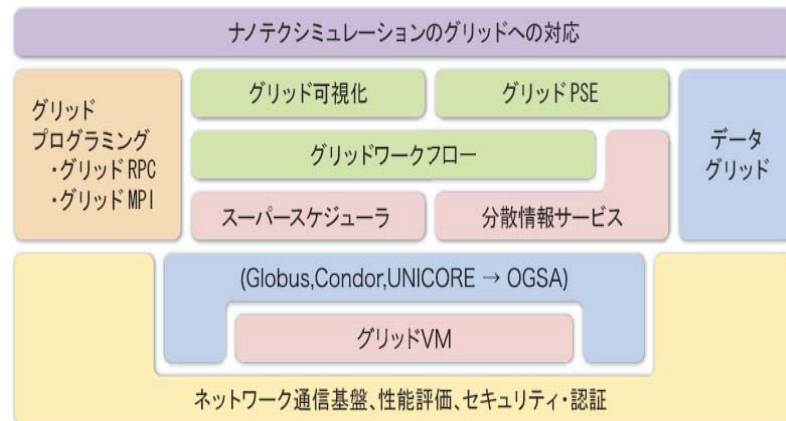 ナノテクシミュレーションのグリッドへの対応
グリッド
プログラミング
・グリッドRPC
・グリッドMPI
グリッド可視化
グリッドPSE
グリッドワークフロー
スーパースケジューラ
分散情報サービス
データ
グリッド
(Globus,Condor,UNICORE → OGSA)
グリッドVM
ネットワーク通信基盤、性能評価、セキュリティ・認証